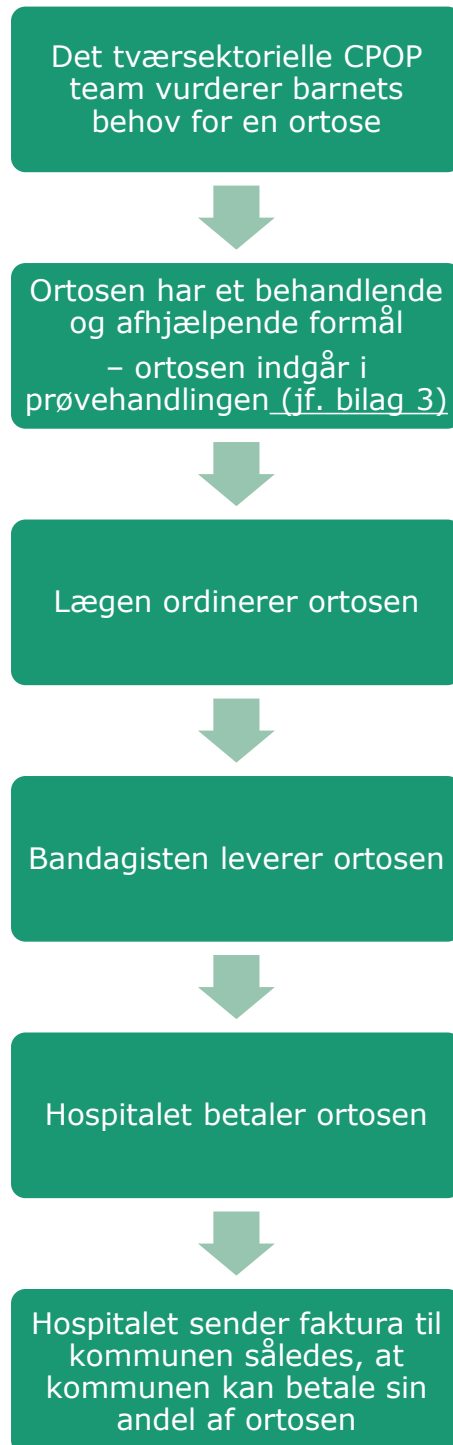 Det tværsektorielle CPOP
team vurderer barnets
behov for en ortose
Ortosen har et behandlende
og afhjælpende formål
– ortosen indgår i
prøvehandlingen (jf. bilag 3)
Lægen ordinerer ortosen
Bandagisten leverer ortosen
Hospitalet betaler ortosen
Hospitalet sender faktura til
kommunen således, at
kommunen kan betale sin
andel af ortosen